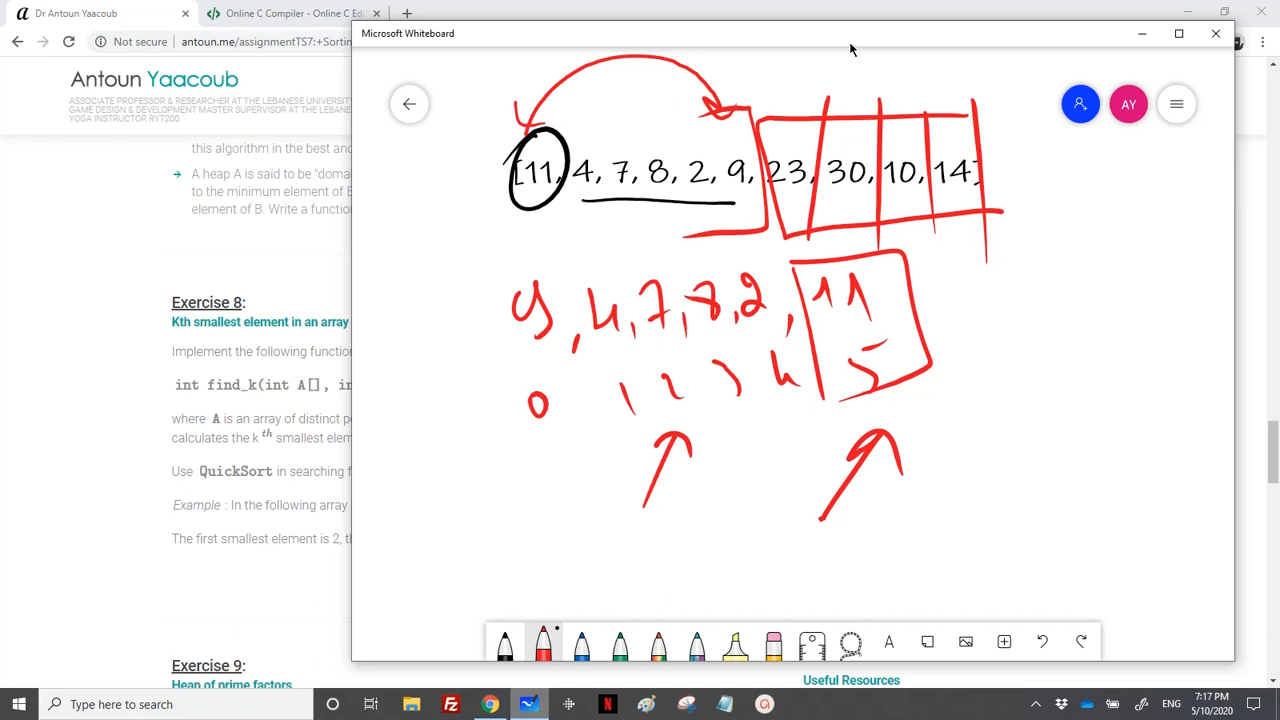 Dr Antoun Yaacoub
Online C Compiler - Online C E
Not secure
antoun.me/assignmentTS7:+Sortin
Microsoft Whiteboard
Antoun Yaacoub
ASSOCIATE PROFESSOR & RESEARCHER AT THE LEBANESE UNIVERSI
GAME DESIGN & DEVELOPMENT MASTER SUPERVISOR AT THE LEBANE
YOGA INSTRUCTOR RYT200
AY
this algorithm in the best and
A heap A is said to be "dom
to the minimum element of B
element of B. Write a functio
[11, 4, 7, 8, 2, 9, 23, 30, 10, 14]
9, 4, 7, 8, 2, 11
0 1 2 3 4 5
Exercise 8:
Kth smallest element in an array
Implement the following functio
int find_k(int A[], in
where A is an array of distinct p
calculates the k th smallest elem
Use QuickSort in searching f
Example : In the following array
The first smallest element is 2, th
Exercise 9:
Heap of prime factors
A
Useful Resources
Type here to search
ENG
7:17 PM
5/10/2020